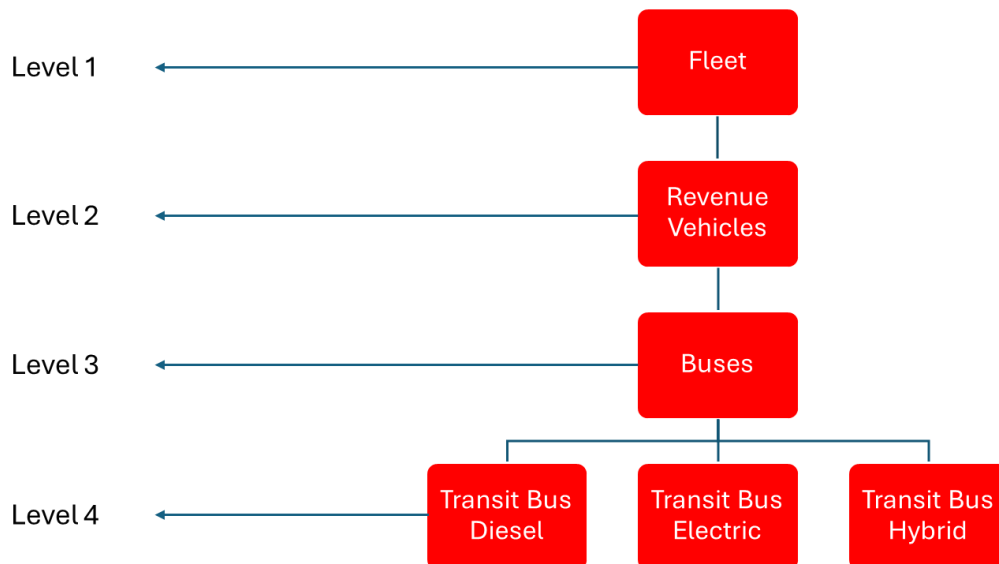 Level 1
Fleet
Level 2
Revenue
Vehicles
Level 3
Buses
Level 4
Transit Bus
Diesel
Transit Bus
Electric
Transit Bus
Hybrid